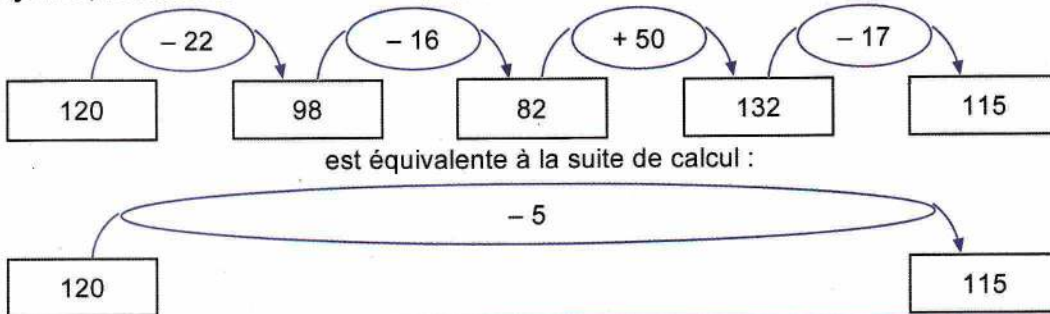 – 22 – 16 + 50 – 17
120 98 82 132 115
est équivalente à la suite de calcul :
– 5
120 115